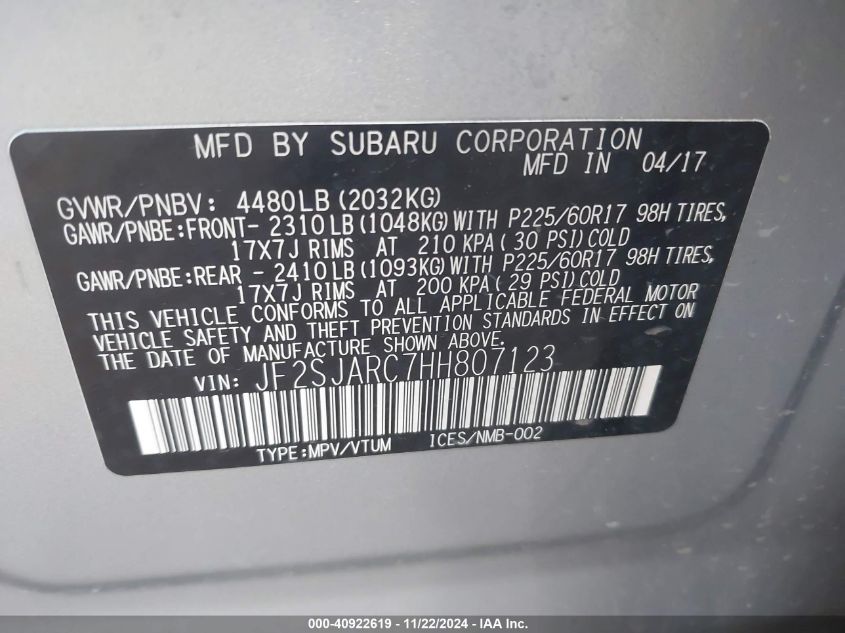 MFD BY SUBARU CORPORATION
MFD IN 04/17
GVWR/PNBV: 4480LB (2032KG)
GAWR/PNBE:FRONT- 2310LB (1048KG)WITH P225/60R17 98H TIRES,
17X7J RIMS AT 210 KPA ( 30 PSI)COLD
GAWR/PNBE:REAR - 2410LB (1093KG)WITH P225/60R17 98H TIRES,
17X7J RIMS AT 200 KPA ( 29 PSI)COLD
THIS VEHICLE CONFORMS TO ALL APPLICABLE FEDERAL MOTOR
VEHICLE SAFETY AND THEFT PREVENTION STANDARDS IN EFFECT ON
THE DATE OF MANUFACTURE SHOWN ABOVE.
VIN: JF2SJARC7HH807123
TYPE:MPV/VTUM ICES/NMB-002
000-40922619 - 11/22/2024 - IAA Inc.